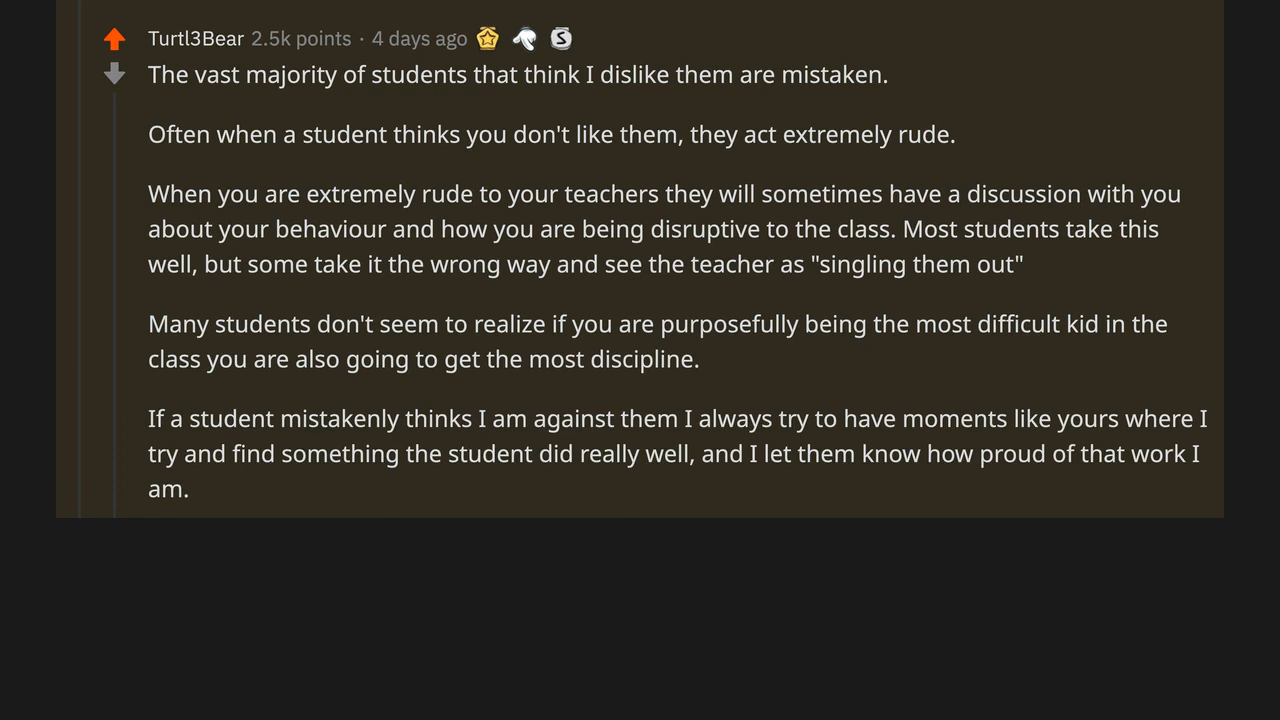 Turtl3Bear 2.5k points · 4 days ago
The vast majority of students that think I dislike them are mistaken.
Often when a student thinks you don't like them, they act extremely rude.
When you are extremely rude to your teachers they will sometimes have a discussion with you
about your behaviour and how you are being disruptive to the class. Most students take this
well, but some take it the wrong way and see the teacher as "singling them out"
Many students don't seem to realize if you are purposefully being the most difficult kid in the
class you are also going to get the most discipline.
If a student mistakenly thinks I am against them I always try to have moments like yours where I
try and find something the student did really well, and I let them know how proud of that work I
am.